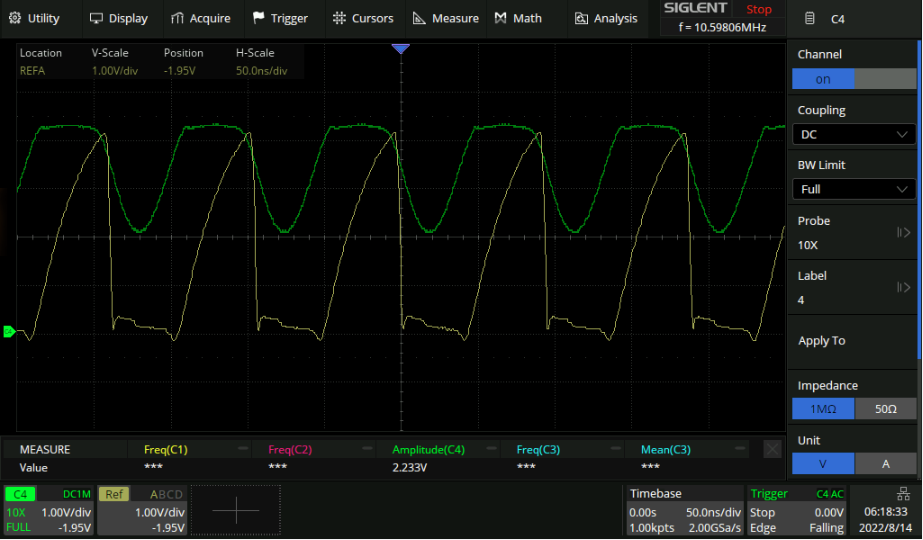 Utility Display Acquire Trigger Cursors Measure Math Analysis SIGLENT Stop C4
f = 10.59806MHz
Location V-Scale Position H-Scale
REFA 1.00V/div -1.95V 50.0ns/div
Channel
on
Coupling
DC
BW Limit
Full
Probe
10X
Label
4
Apply To
Impedance
1MΩ 50Ω
Unit
V A
MEASURE Freq(C1) Freq(C2) Amplitude(C4) Freq(C3) Mean(C3)
Value *** *** 2.233V *** ***
C4 DC1M Ref ABCD Timebase Trigger C4 AC
10X 1.00V/div 1.00V/div 0.00s 50.0ns/div Stop 0.00V 06:18:33
FULL -1.95V -1.95V 1.00kpts 2.00GSa/s Edge Falling 2022/8/14